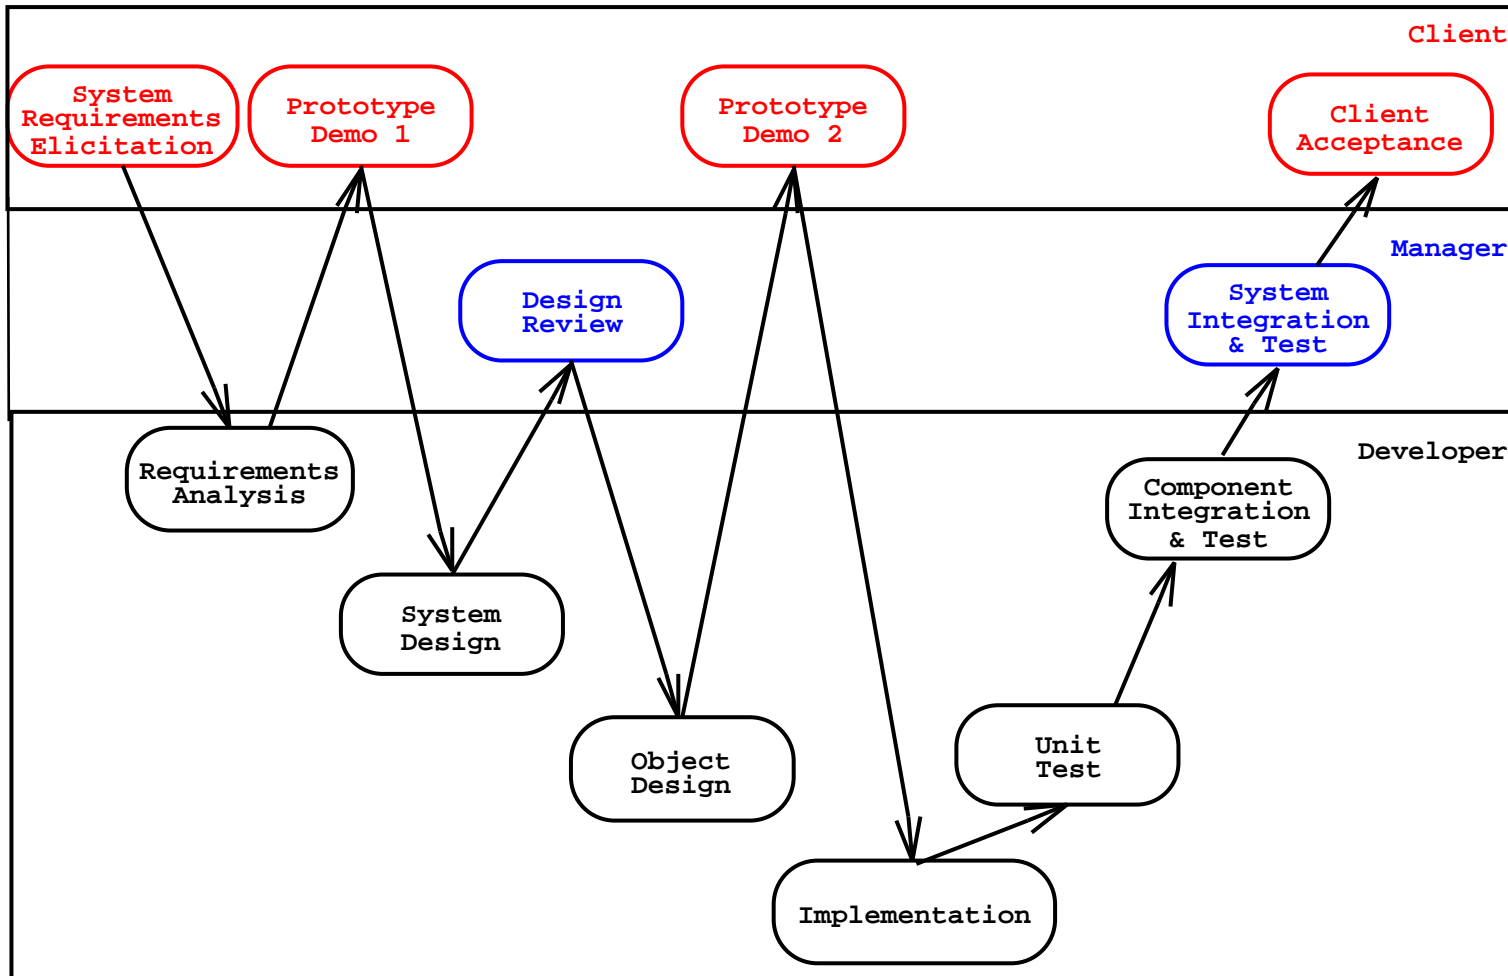 Client
System
Requirements
Elicitation
Prototype
Demo 1
Prototype
Demo 2
Client
Acceptance
Manager
Design
Review
System
Integration
& Test
Developer
Requirements
Analysis
Component
Integration
& Test
System
Design
Object
Design
Unit
Test
Implementation